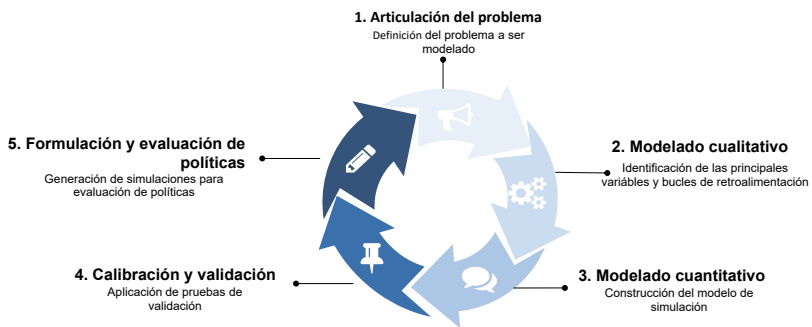 1. Articulación del problema
Definición del problema a ser
modelado
2. Modelado cualitativo
Identificación de las principales
variábles y bucles de retroalimentación
3. Modelado cuantitativo
Construcción del modelo de
simulación
4. Calibración y validación
Aplicación de pruebas de
validación
5. Formulación y evaluación de
políticas
Generación de simulaciones para
evaluación de políticas